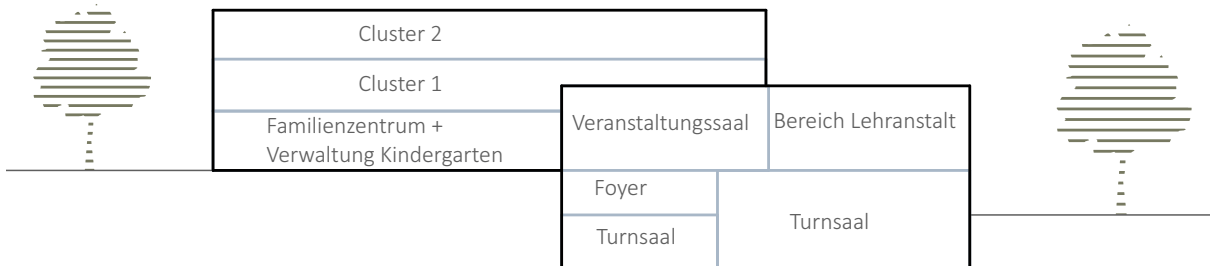 Cluster 2
Cluster 1
Familienzentrum +
Verwaltung Kindergarten
Veranstaltungssaal
Bereich Lehranstalt
Foyer
Turnsaal
Turnsaal